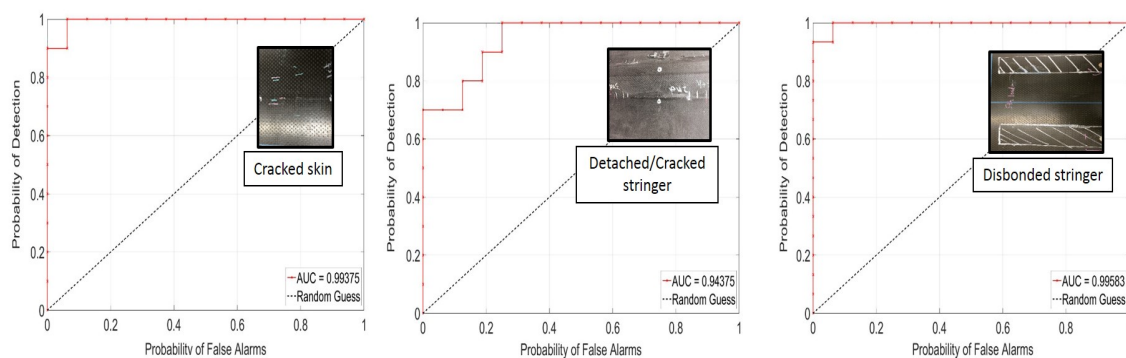 1
0.8
0.6
0.4
0.2
0
0 0.2 0.4 0.6 0.8 1
Probability of Detection
Probability of False Alarms
Cracked skin
AUC = 0.99375
Random Guess
1
0.8
0.6
0.4
0.2
0
0 0.2 0.4 0.6 0.8 1
Probability of Detection
Probability of False Alarms
out
Detached/Cracked
stringer
AUC = 0.94375
Random Guess
1
0.8
0.6
0.4
0.2
0
0 0.2 0.4 0.6 0.8
Probability of Detection
Probability of False Alarms
Disbonded stringer
AUC = 0.99583
Random Guess